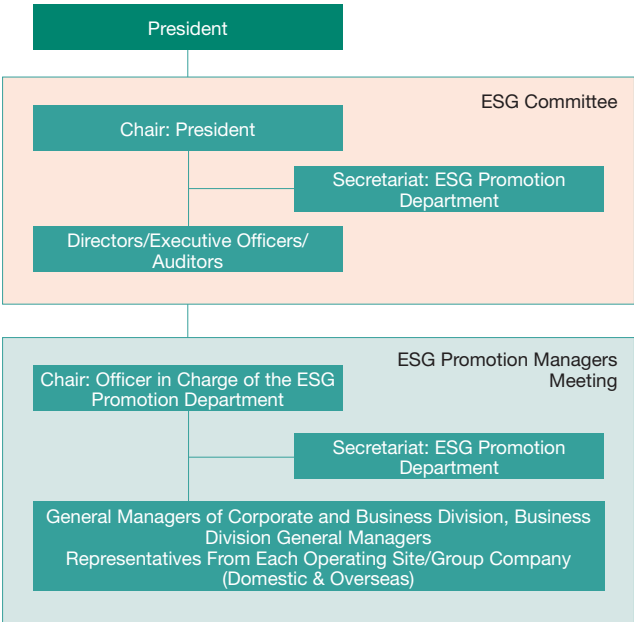 President
ESG Committee
Chair: President
Secretariat: ESG Promotion
Department
Directors/Executive Officers/
Auditors
ESG Promotion Managers
Meeting
Chair: Officer in Charge of the ESG
Promotion Department
Secretariat: ESG Promotion
Department
General Managers of Corporate and Business Division, Business
Division General Managers
Representatives From Each Operating Site/Group Company
(Domestic & Overseas)